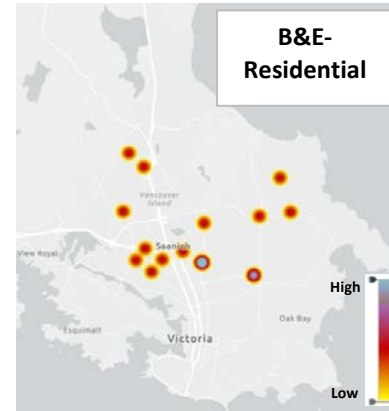 B&E-
Residential
Vancouver
Island
View Royal
Saanich
High
Esquimalt
Oak Bay
Victoria
Low